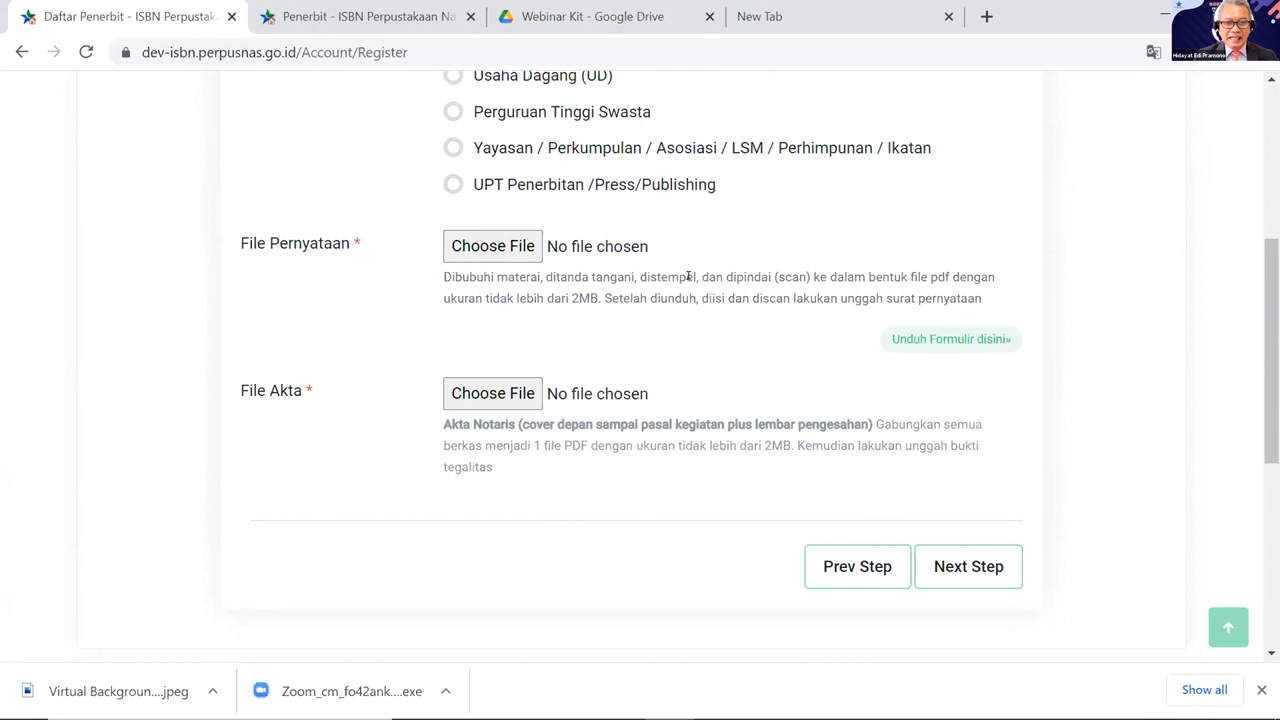 Daftar Penerbit - ISBN Perpustaka
Penerbit - ISBN Perpustakaan Na
Webinar Kit - Google Drive
New Tab
dev-isbn.perpusnas.go.id/Account/Register
Hidayat Edi Pramono
Usaha Dagang (UD)
Perguruan Tinggi Swasta
Yayasan / Perkumpulan / Asosiasi / LSM / Perhimpunan / Ikatan
UPT Penerbitan /Press/Publishing
File Pernyataan *
Choose File No file chosen
Dibubuhi materai, ditanda tangani, distempel, dan dipindai (scan) ke dalam bentuk file pdf dengan
ukuran tidak lebih dari 2MB. Setelah diunduh, diisi dan discan lakukan unggah surat pernyataan
Unduh Formulir disini»
File Akta *
Choose File No file chosen
Akta Notaris (cover depan sampai pasal kegiatan plus lembar pengesahan) Gabungkan semua
berkas menjadi 1 file PDF dengan ukuran tidak lebih dari 2MB. Kemudian lakukan unggah bukti
tegalitas
Prev Step
Next Step
Virtual Backgroun....jpeg
Zoom_cm_fo42ank....exe
Show all